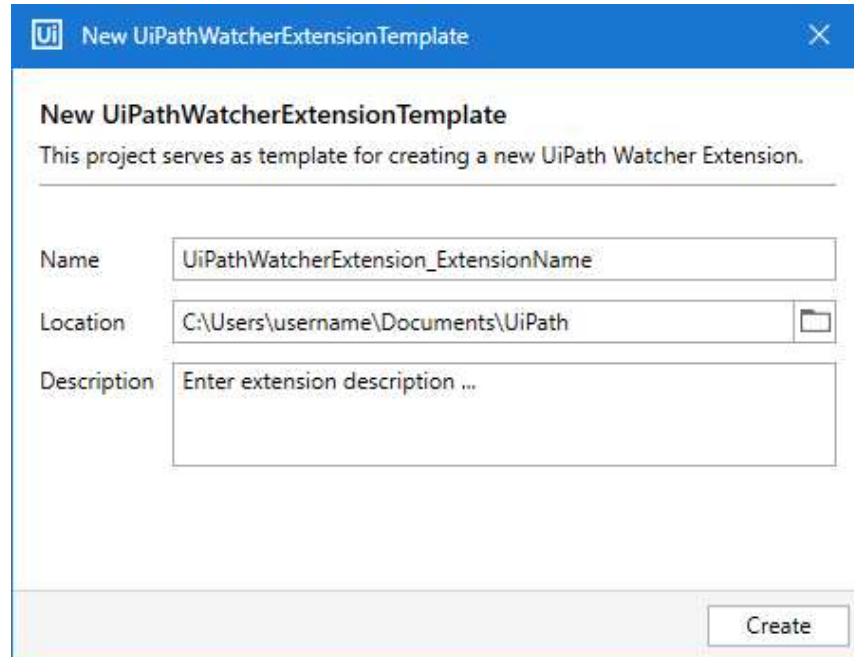 Ui New UiPathWatcherExtensionTemplate
New UiPathWatcherExtensionTemplate
This project serves as template for creating a new UiPath Watcher Extension.
Name UiPathWatcherExtension_ExtensionName
Location C:\Users\username\Documents\UiPath
Description Enter extension description ...
Create